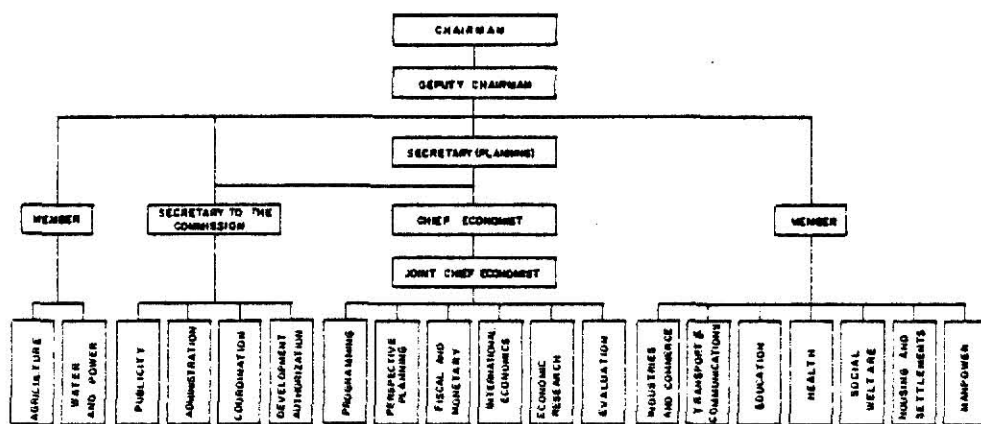 CHAIRMAN
DEPUTY CHAIRMAN
SECRETARY (PLANNING)
MEMBER
SECRETARY TO THE
COMMISSION
CHIEF ECONOMIST
MEMBER
JOINT CHIEF ECONOMIST
AGRICULTURE
WATER
AND POWER
PUBLICITY
ADMINISTRATION
COORDINATION
DEVELOPMENT
AUTHORIZATION
PROGRAMING
PERSPECTIVE
PLANNING
FISCAL AND
MONETARY
INTERNATIONAL
ECONOMICS
ECONOMIC
RESEARCH
EVALUATION
INDUSTRIES
AND COMMERCE
TRANSPORT &
COMMUNICATIONS
EDUCATION
HEALTH
SOCIAL
WELFARE
HOUSING AND
SETTLEMENTS
MANPOWER